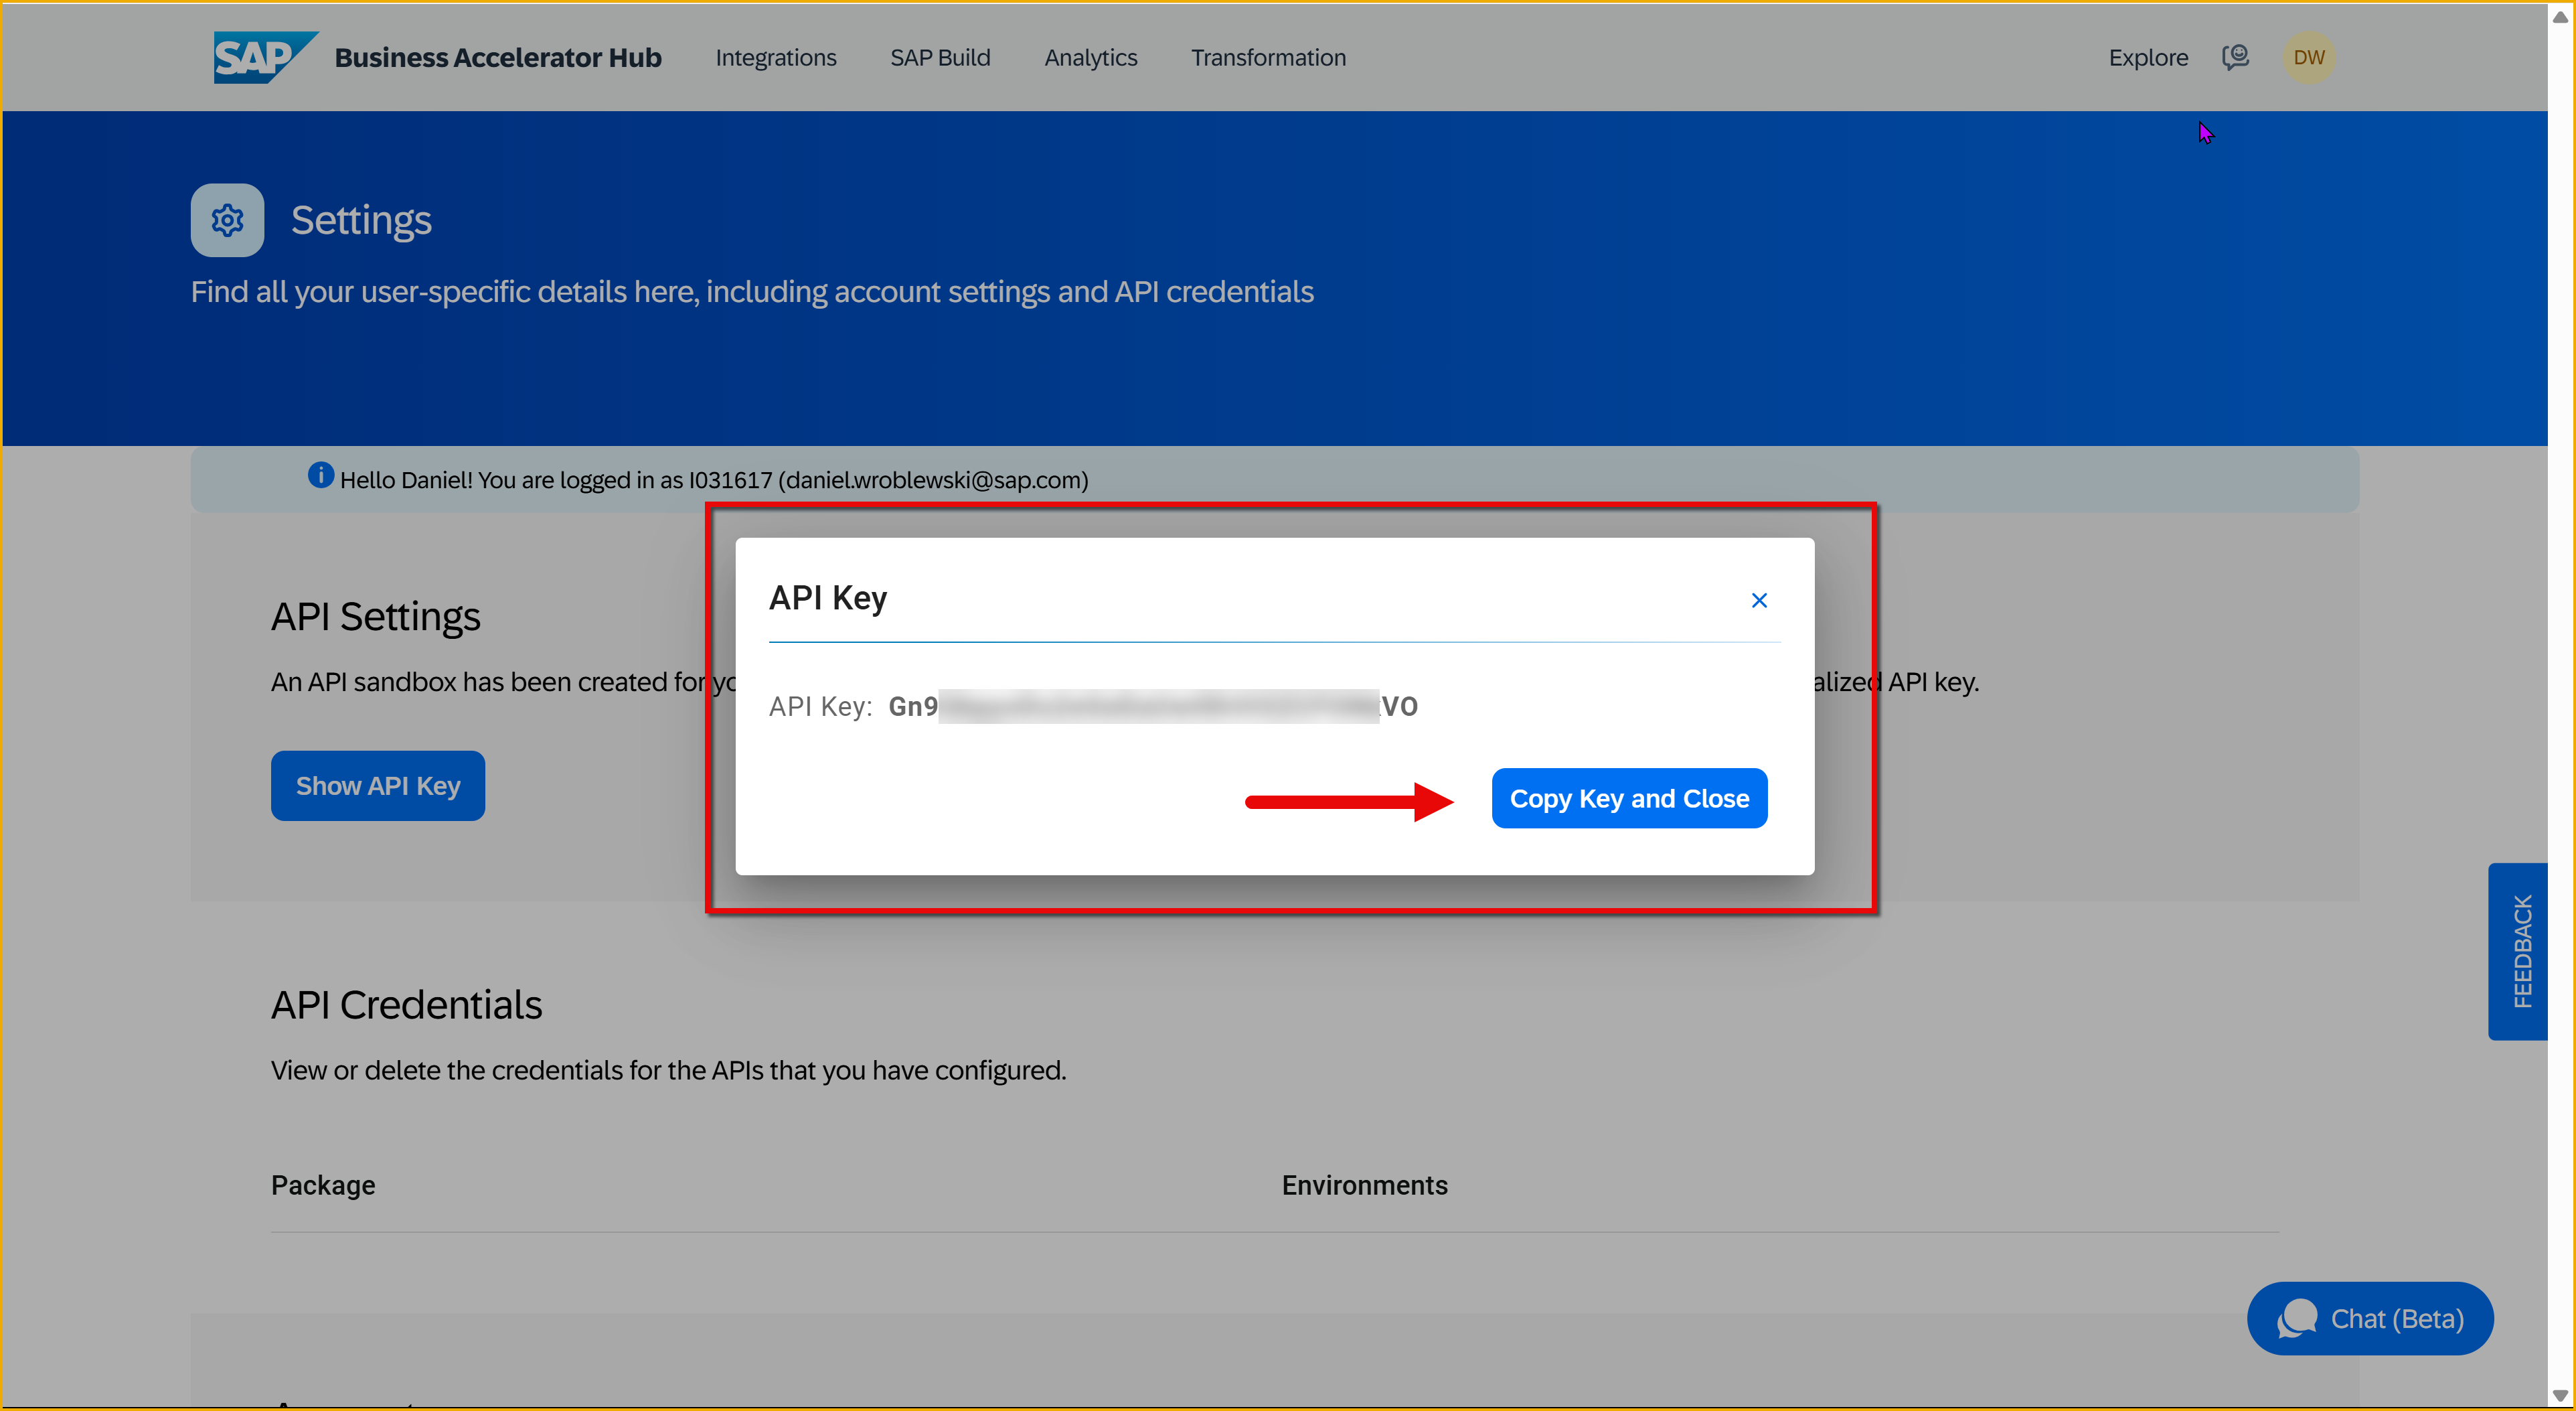 SAP Business Accelerator Hub Integrations SAP Build Analytics Transformation Explore DW
Settings
Find all your user-specific details here, including account settings and API credentials
Hello Daniel! You are logged in as I031617 (daniel.wroblewski@sap.com)
API Settings
An API sandbox has been created for alized API key.
Show API Key
API Key
API Key: Gn9 VO
Copy Key and Close
FEEDBACK
API Credentials
View or delete the credentials for the APIs that you have configured.
Package Environments
Chat (Beta)